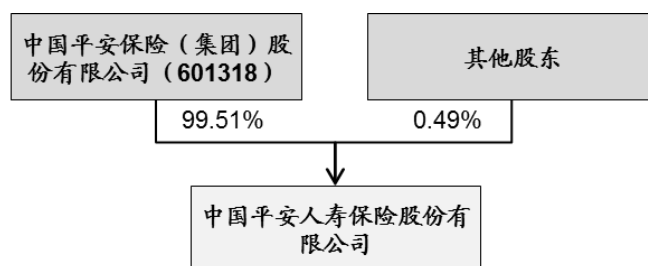 中国平安保险（集团）股
份有限公司（601318）
其他股东
99.51%
0.49%
中国平安人寿保险股份有
限公司